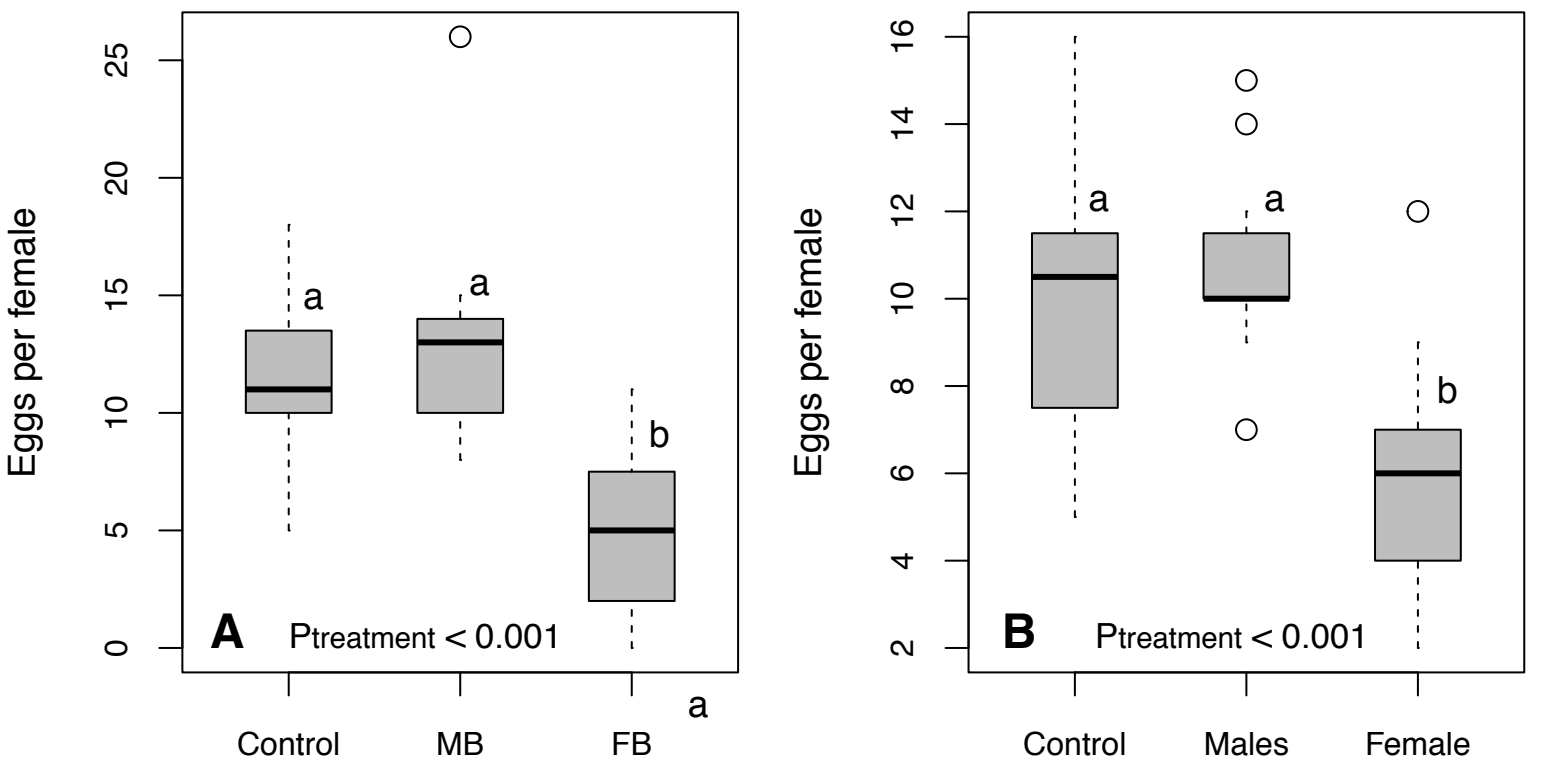 Eggs per female
25
20
15
10
5
0
a
a
b
A
Ptreatment < 0.001
a
Control MB FB
Eggs per female
16
14
12
10
8
6
4
2
a
a
b
B
Ptreatment < 0.001
Control Males Female